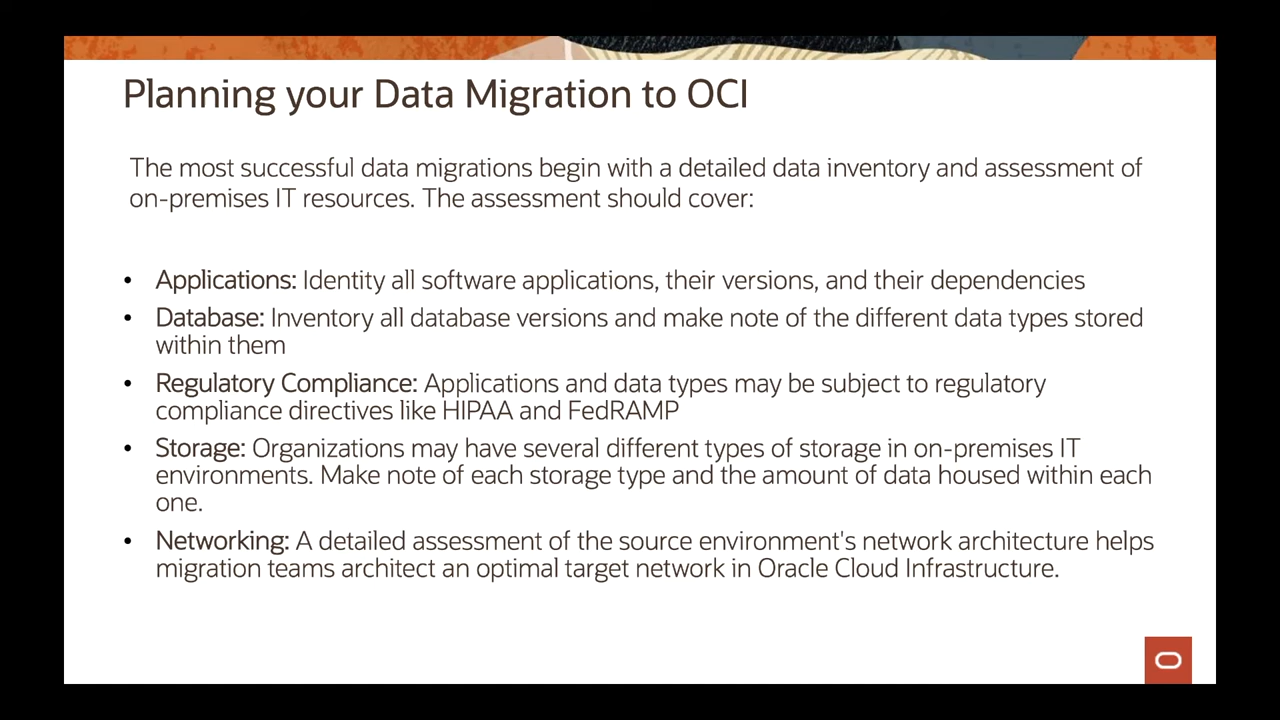 Planning your Data Migration to OCI
The most successful data migrations begin with a detailed data inventory and assessment of
on-premises IT resources. The assessment should cover:
• Applications: Identity all software applications, their versions, and their dependencies
• Database: Inventory all database versions and make note of the different data types stored
within them
• Regulatory Compliance: Applications and data types may be subject to regulatory
compliance directives like HIPAA and FedRAMP
• Storage: Organizations may have several different types of storage in on-premises IT
environments. Make note of each storage type and the amount of data housed within each
one.
• Networking: A detailed assessment of the source environment's network architecture helps
migration teams architect an optimal target network in Oracle Cloud Infrastructure.